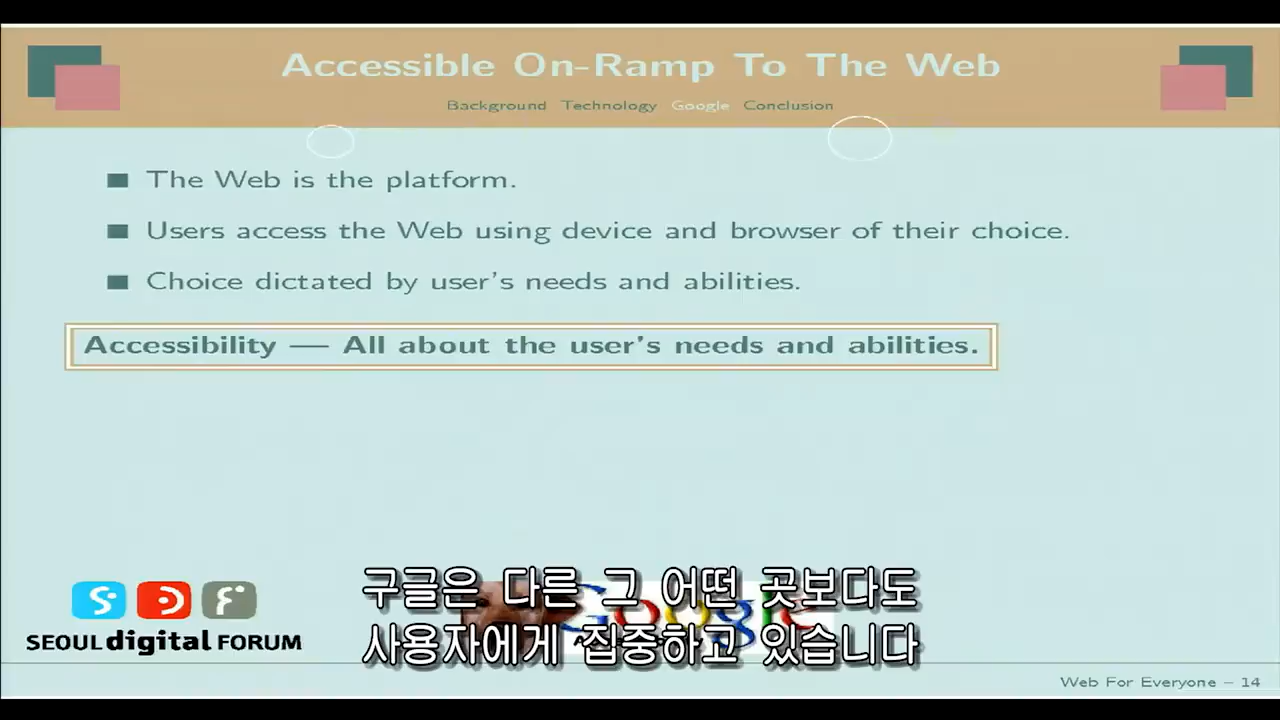 Accessible On-Ramp To The Web
Background Technology Google Conclusion
The Web is the platform.
Users access the Web using device and browser of their choice.
Choice dictated by user's needs and abilities.
Accessibility — All about the user's needs and abilities.
구글은 다른 그 어떤 곳보다도
사용자에게 집중하고 있습니다
Google
SEOUL digital FORUM
Web For Everyone – 14